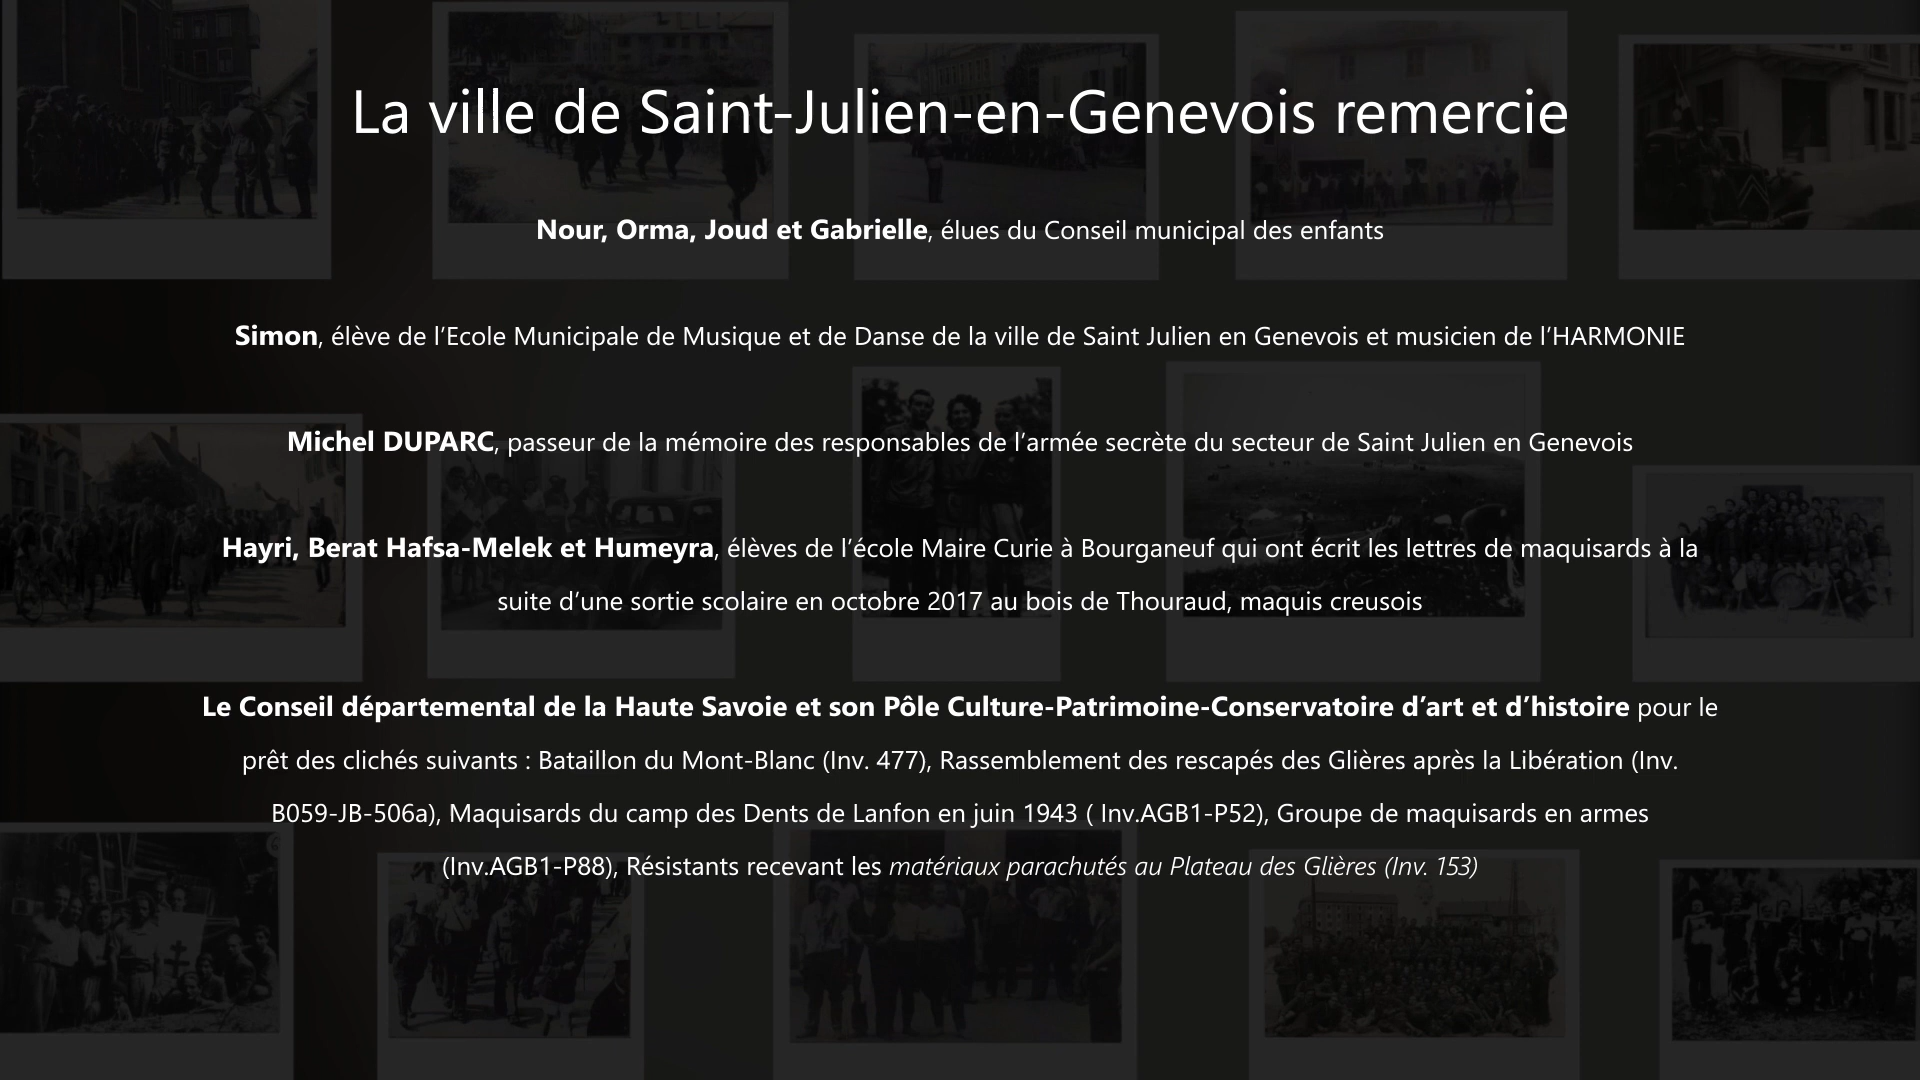 La ville de Saint-Julien-en-Genevois remercie
Nour, Orma, Joud et Gabrielle, élues du Conseil municipal des enfants
Simon, élève de l’Ecole Municipale de Musique et de Danse de la ville de Saint Julien en Genevois et musicien de l’HARMONIE
Michel DUPARC, passeur de la mémoire des responsables de l’armée secrète du secteur de Saint Julien en Genevois
Hayri, Berat Hafsa-Melek et Humeyra, élèves de l’école Maire Curie à Bourganeuf qui ont écrit les lettres de maquisards à la
suite d’une sortie scolaire en octobre 2017 au bois de Thouraud, maquis creusois
Le Conseil départemental de la Haute Savoie et son Pôle Culture-Patrimoine-Conservatoire d’art et d’histoire pour le
prêt des clichés suivants : Bataillon du Mont-Blanc (Inv. 477), Rassemblement des rescapés des Glières après la Libération (Inv.
B059-JB-506a), Maquisards du camp des Dents de Lanfon en juin 1943 ( Inv.AGB1-P52), Groupe de maquisards en armes
(Inv.AGB1-P88), Résistants recevant les matériaux parachutés au Plateau des Glières (Inv. 153)